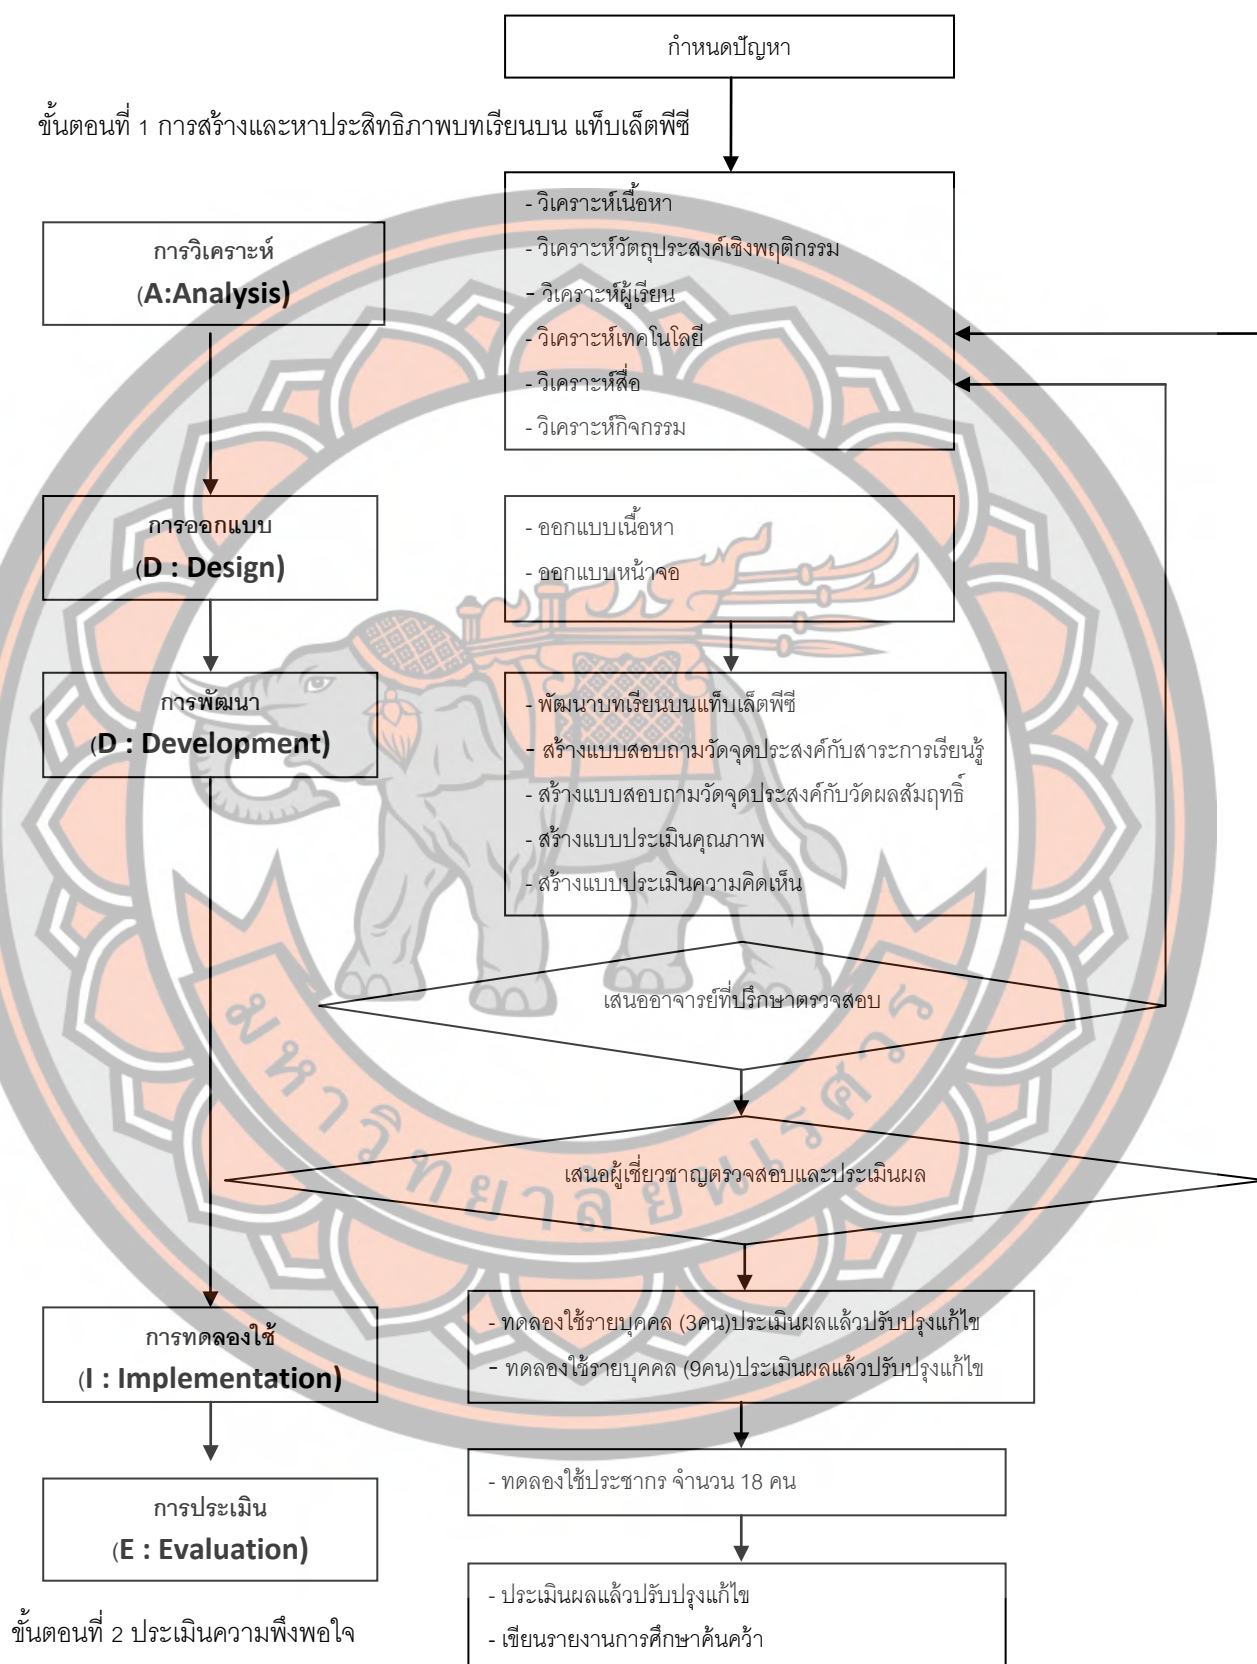 กำหนดปัญหา
ขั้นตอนที่ 1 การสร้างและหาประสิทธิภาพบทเรียนบน แท็บเล็ตพีซี
การวิเคราะห์
(A:Analysis)
- วิเคราะห์เนื้อหา
- วิเคราะห์วัตถุประสงค์เชิงพฤติกรรม
- วิเคราะห์ผู้เรียน
- วิเคราะห์เทคโนโลยี
- วิเคราะห์สื่อ
- วิเคราะห์กิจกรรม
การออกแบบ
(D : Design)
- ออกแบบเนื้อหา
- ออกแบบหน้าจอ
การพัฒนา
(D : Development)
- พัฒนาบทเรียนบนแท็บเล็ตพีซี
- สร้างแบบสอบถามวัดจุดประสงค์กับสาระการเรียนรู้
- สร้างแบบสอบถามวัดจุดประสงค์กับวัดผลสัมฤทธิ์
- สร้างแบบประเมินคุณภาพ
- สร้างแบบประเมินความคิดเห็น
เสนออาจารย์ที่ปรึกษาตรวจสอบ
เสนอผู้เชี่ยวชาญตรวจสอบและประเมินผล
มหาวิทยาลัยนเรศวร
การทดลองใช้
(I : Implementation)
- ทดลองใช้รายบุคคล (3คน)ประเมินผลแล้วปรับปรุงแก้ไข
- ทดลองใช้รายบุคคล (9คน)ประเมินผลแล้วปรับปรุงแก้ไข
- ทดลองใช้ประชากร จำนวน 18 คน
การประเมิน
(E : Evaluation)
- ประเมินผลแล้วปรับปรุงแก้ไข
- เขียนรายงานการศึกษาค้นคว้า
ขั้นตอนที่ 2 ประเมินความพึงพอใจ